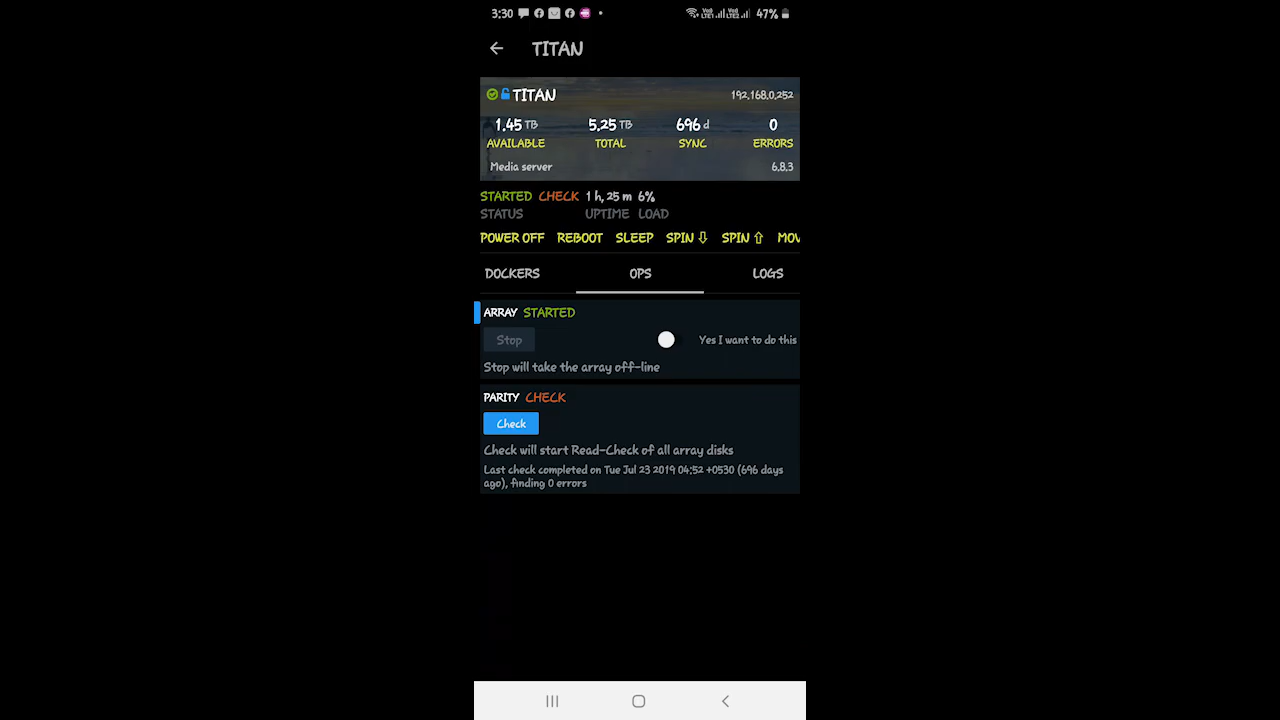 3:30 47%
TITAN
TITAN 192.168.0.252
1.45 TB 5.25 TB 696 d 0
AVAILABLE TOTAL SYNC ERRORS
Media server 6.8.3
STARTED CHECK 1 h, 25 m 6%
STATUS UPTIME LOAD
POWER OFF REBOOT SLEEP SPIN SPIN MOV
DOCKERS OPS LOGS
ARRAY STARTED
Stop Yes I want to do this
Stop will take the array off-line
PARITY CHECK
Check
Check will start Read-Check of all array disks
Last check completed on Tue Jul 23 2019 04:52 +0530 (696 days
ago), finding 0 errors